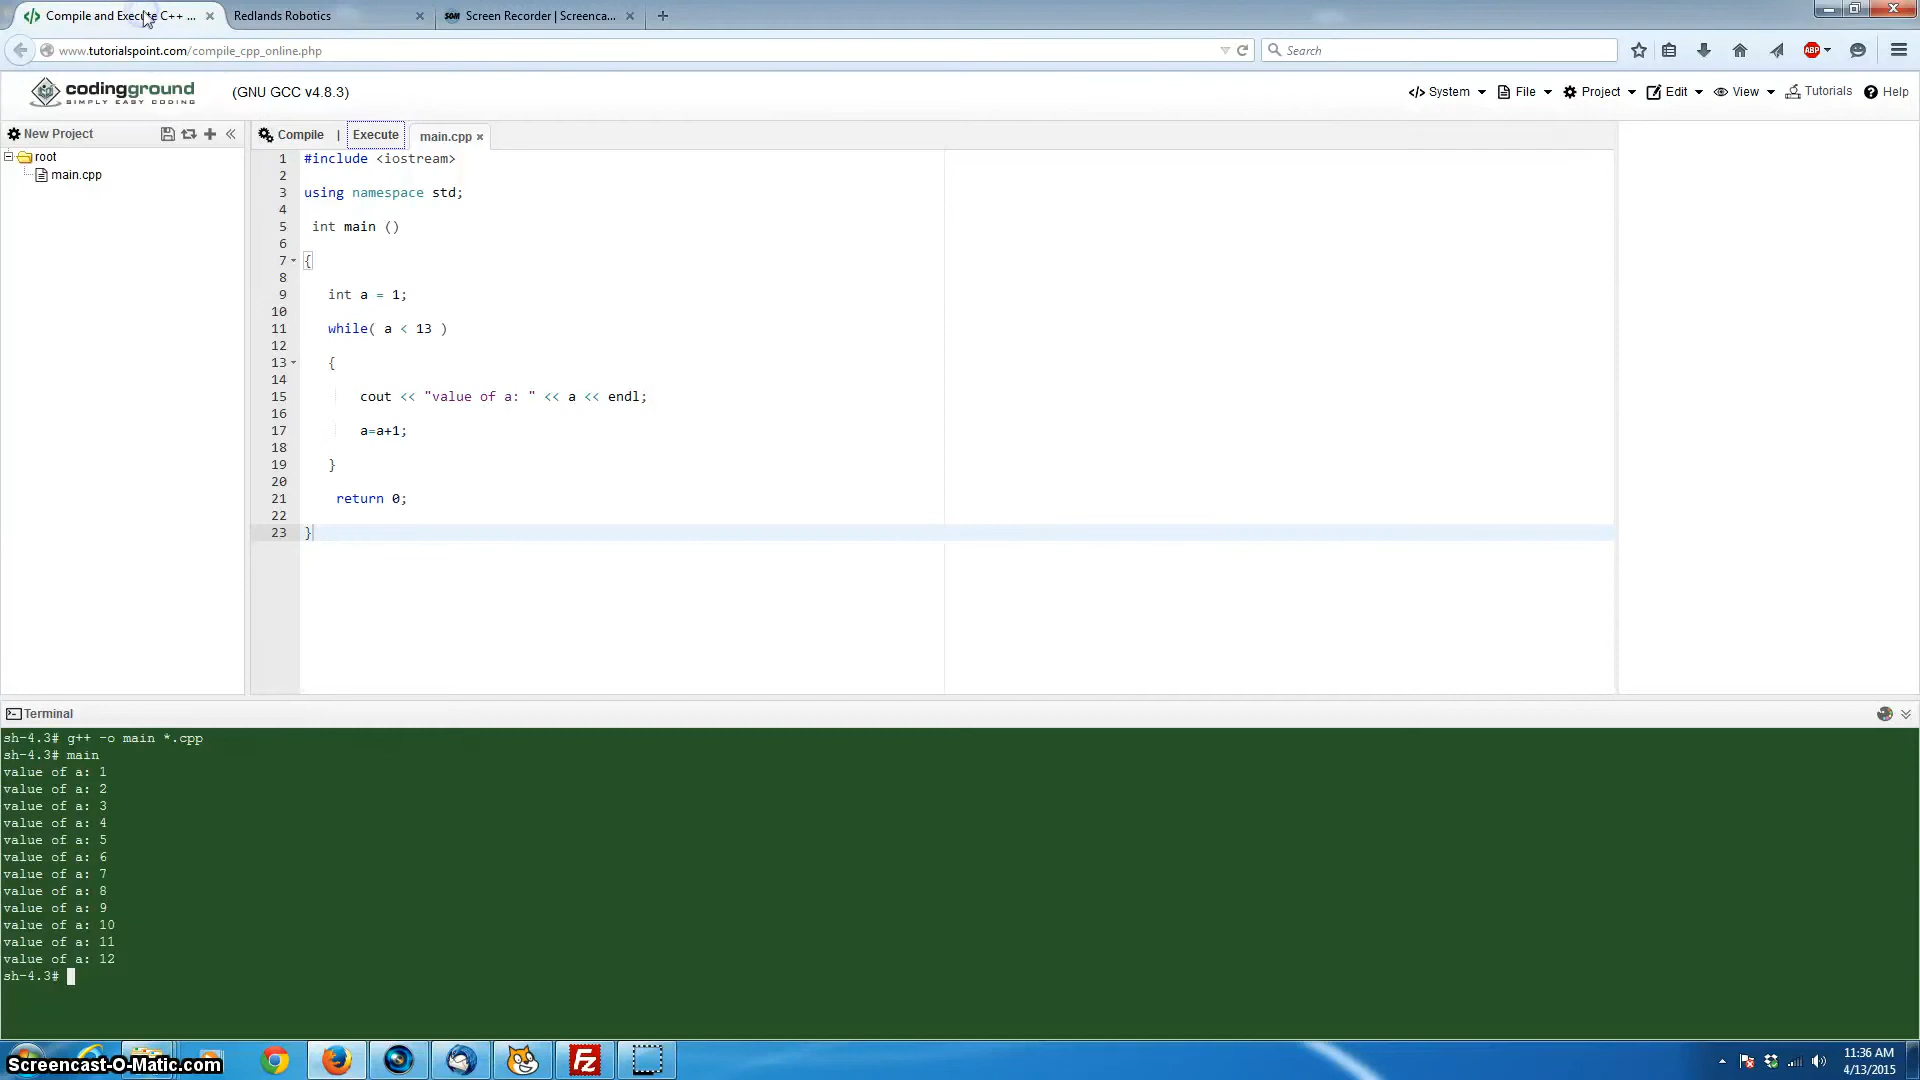 Compile and Execute C++ ...
Redlands Robotics
Screen Recorder | Screenca...
www.tutorialspoint.com/compile_cpp_online.php
Search
ABP
codingground
SIMPLY EASY CODING
(GNU GCC v4.8.3)
System
File
Project
Edit
View
Tutorials
Help
New Project
Compile | Execute
main.cpp
root
main.cpp
1 #include <iostream>
2
3 using namespace std;
4
5 int main ()
6
7 {
8
9 int a = 1;
10
11 while( a < 13 )
12
13 {
14
15 cout << "value of a: " << a << endl;
16
17 a=a+1;
18
19 }
20
21 return 0;
22
23 }
Terminal
sh-4.3# g++ -o main *.cpp
sh-4.3# main
value of a: 1
value of a: 2
value of a: 3
value of a: 4
value of a: 5
value of a: 6
value of a: 7
value of a: 8
value of a: 9
value of a: 10
value of a: 11
value of a: 12
sh-4.3#
Screencast-O-Matic.com
Fz
11:36 AM
4/13/2015